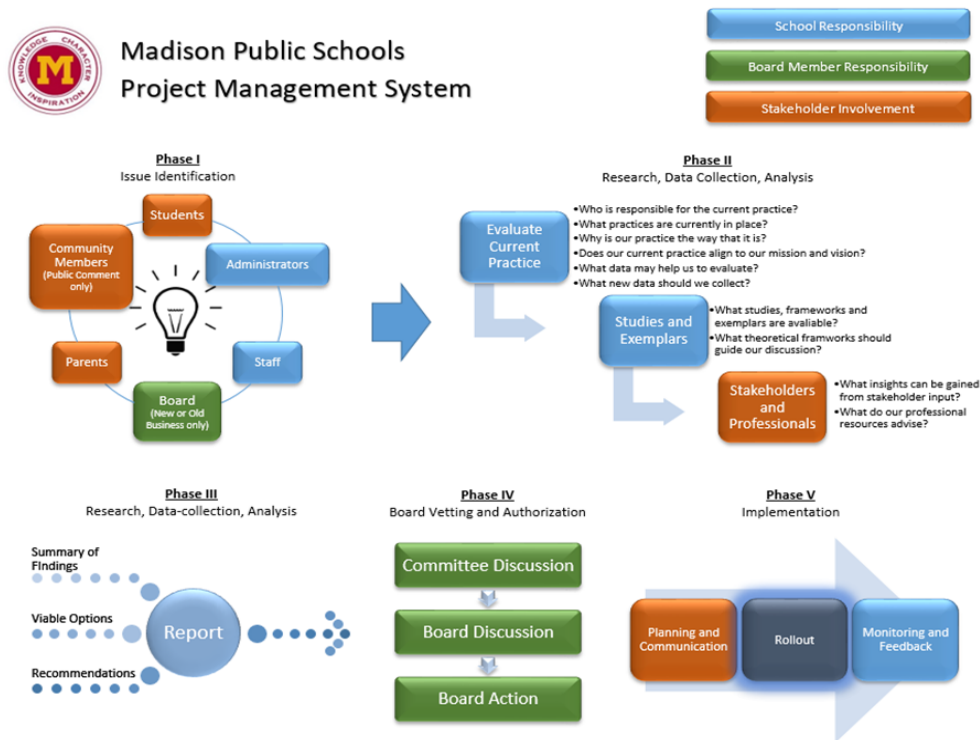 KNOWLEDGE CHARACTER
INSPIRATION
M
Madison Public Schools
Project Management System
School Responsibility
Board Member Responsibility
Stakeholder Involvement
Phase I
Issue Identification
Students
Community
Members
(Public Comment
only)
Administrators
Parents
Staff
Board
(New or Old
Business only)
Phase II
Research, Data Collection, Analysis
Evaluate
Current
Practice
•Who is responsible for the current practice?
•What practices are currently in place?
•Why is our practice the way that it is?
•Does our current practice align to our mission and vision?
•What data may help us to evaluate?
•What new data should we collect?
Studies and
Exemplars
•What studies, frameworks and
exemplars are avaliable?
•What theoretical framworks should
guide our discussion?
Stakeholders
and
Professionals
•What insights can be gained
from stakeholder input?
•What do our professional
resources advise?
Phase III
Research, Data-collection, Analysis
Summary of
FIndings
Viable Options
Recommendations
Report
Phase IV
Board Vetting and Authorization
Committee Discussion
Board Discussion
Board Action
Phase V
Implementation
Planning and
Communication
Rollout
Monitoring and
Feedback